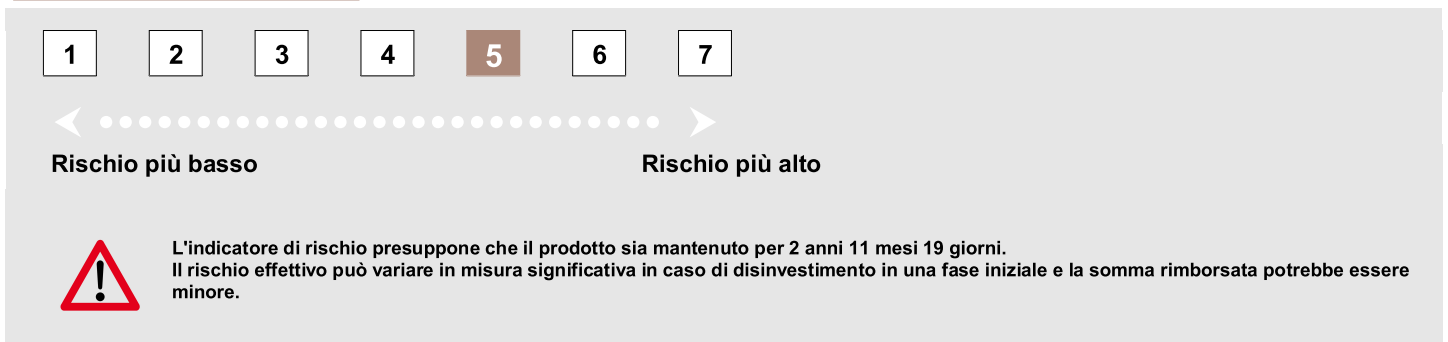 1 2 3 4 5 6 7
Rischio più basso Rischio più alto
L'indicatore di rischio presuppone che il prodotto sia mantenuto per 2 anni 11 mesi 19 giorni.
Il rischio effettivo può variare in misura significativa in caso di disinvestimento in una fase iniziale e la somma rimborsata potrebbe essere
minore.